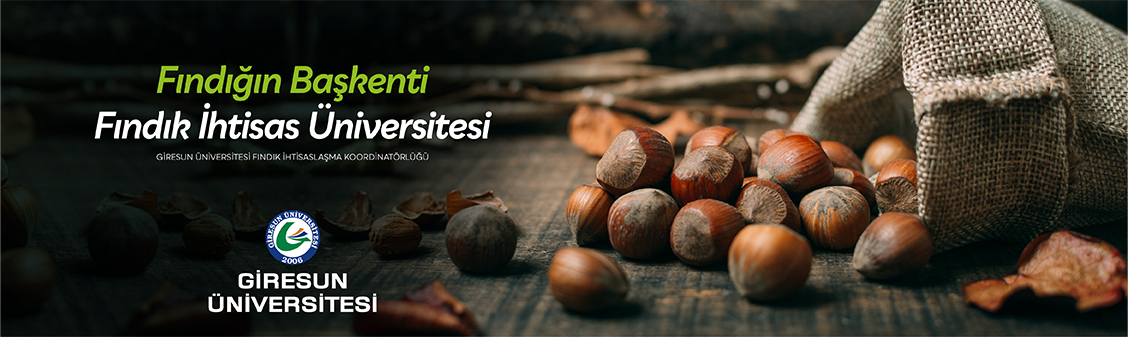 Fındığın Başkenti
Fındık İhtisas Üniversitesi
GİRESUN ÜNİVERSİTESİ FINDIK İHTİSASLAŞMA KOORDİNATÖRLÜĞÜ
GİRESUN ÜNİVERSİTESİ
2006
GİRESUN
ÜNİVERSİTESİ